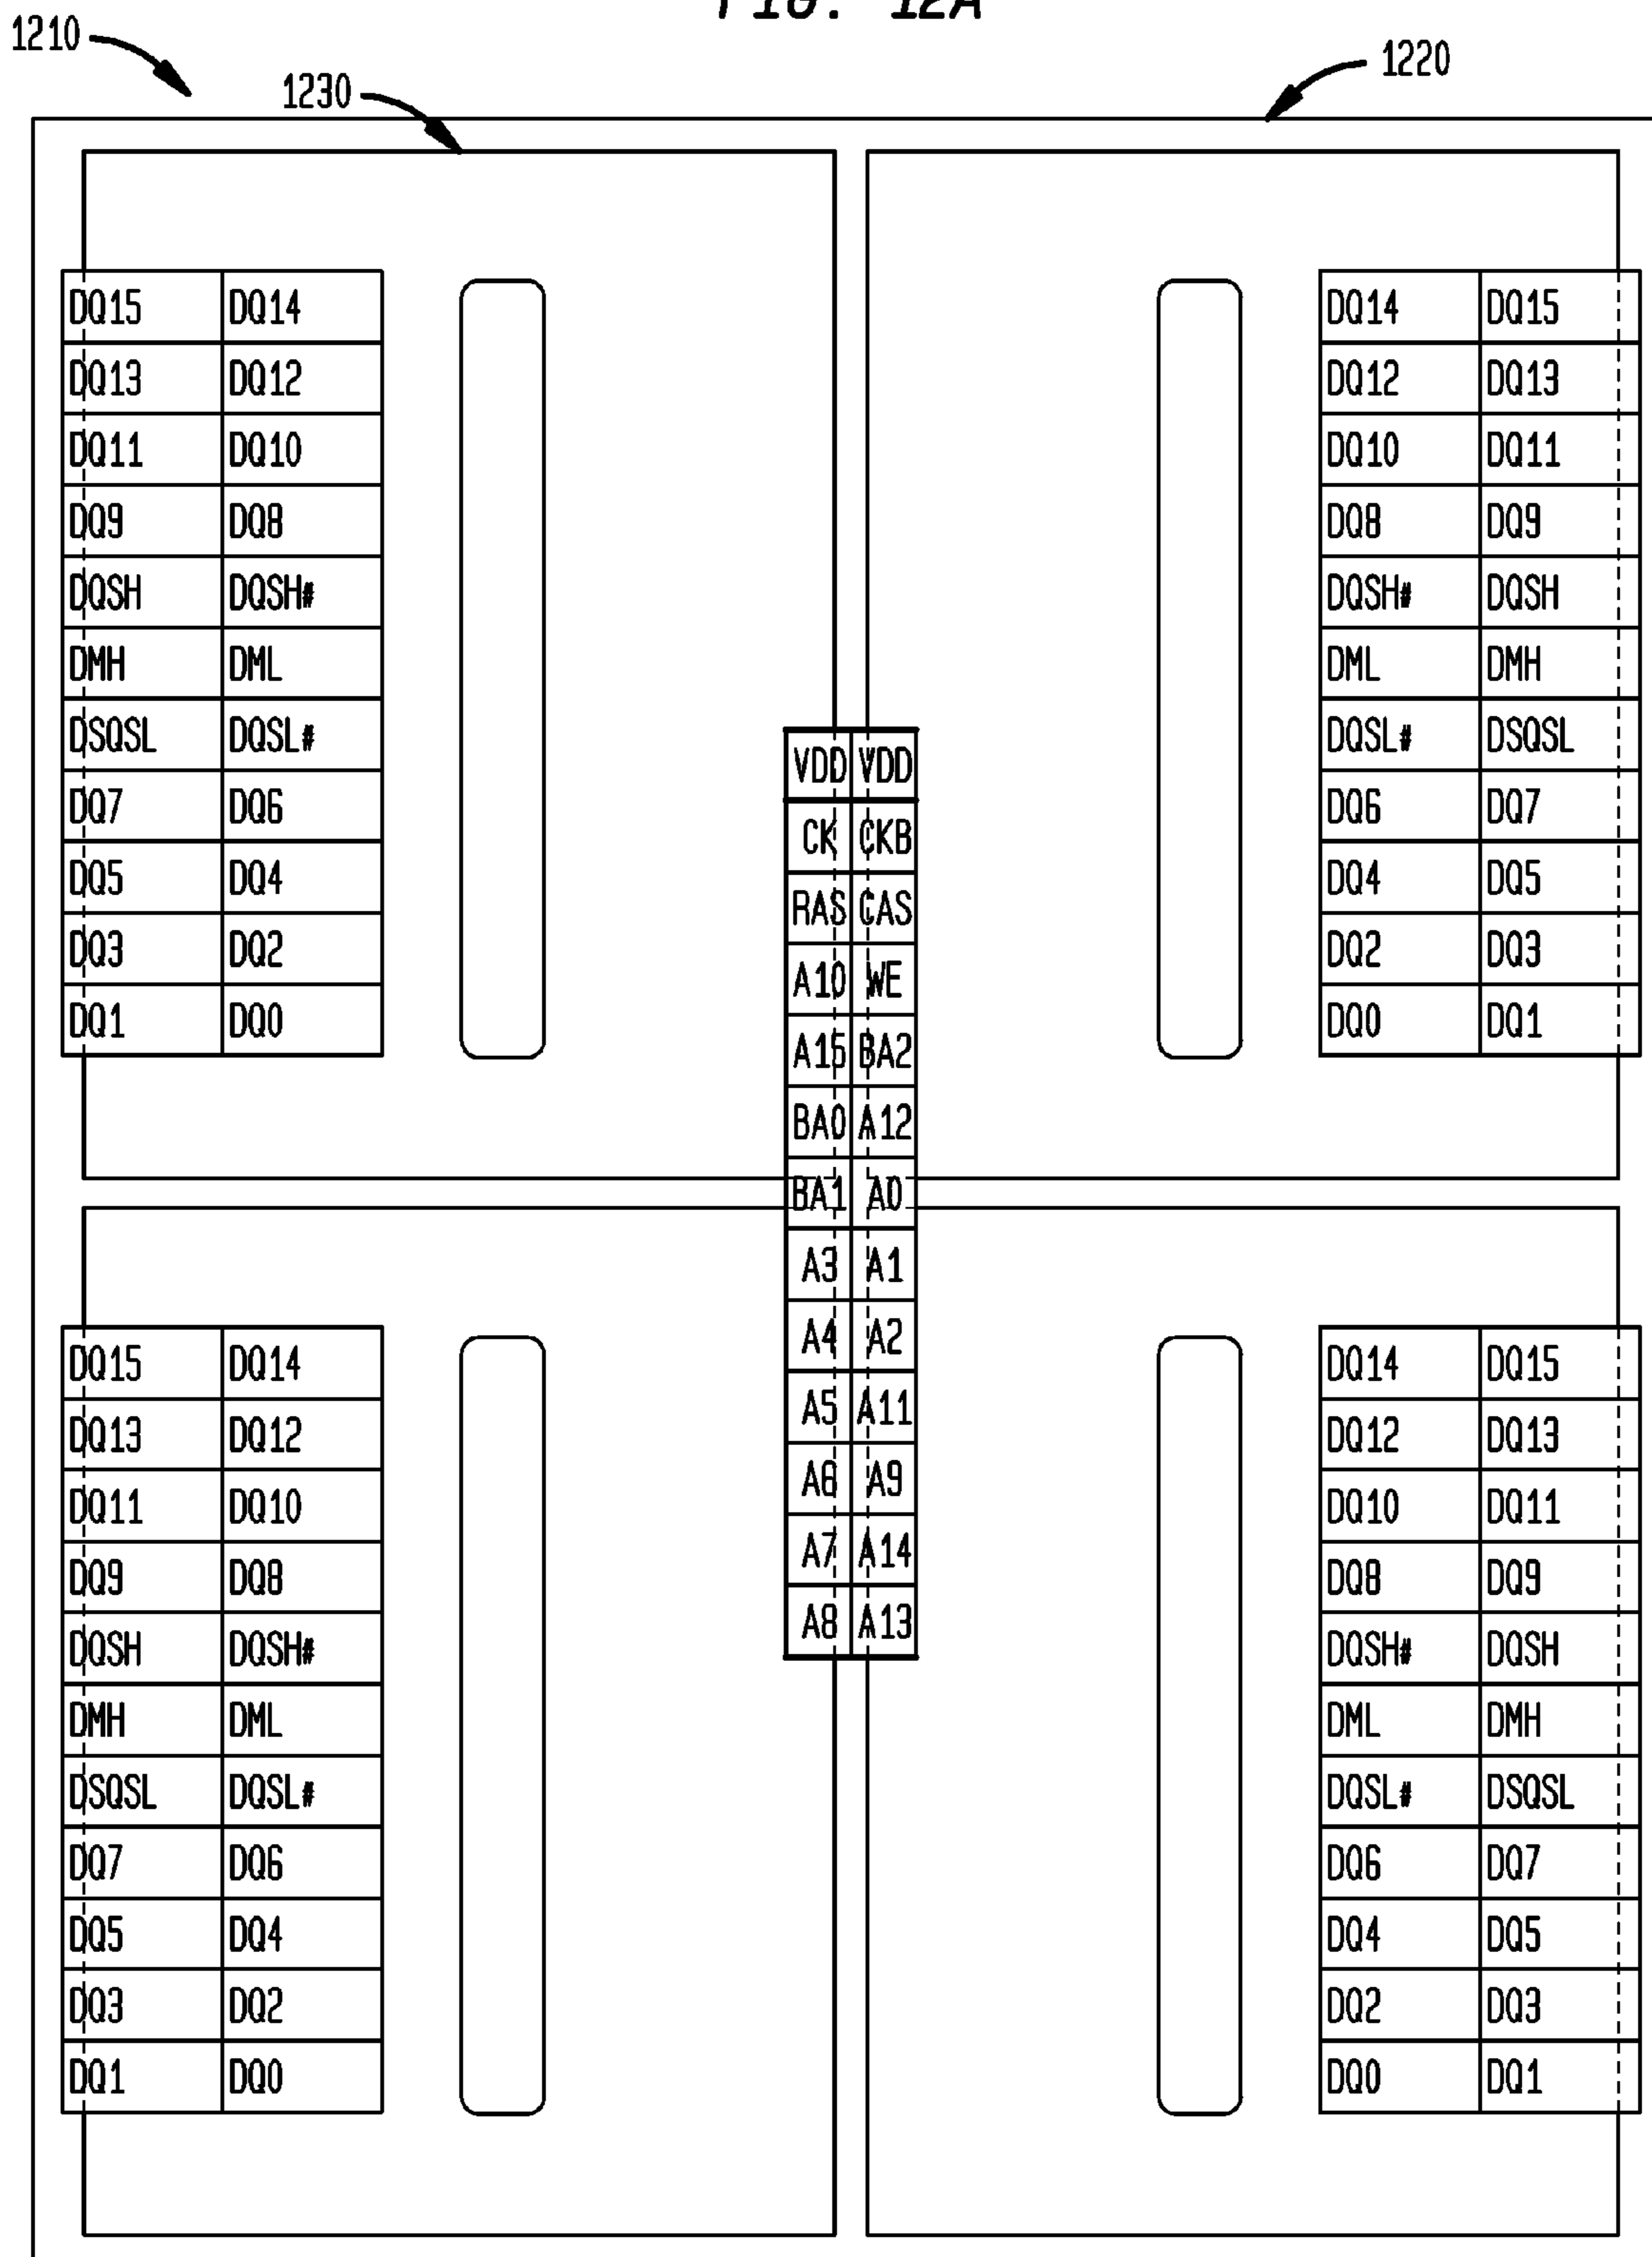 FIG. 12A
1210
1220
1230
DQ15 DQ14 DQ14 DQ15
DQ13 DQ12 DQ12 DQ13
DQ11 DQ10 DQ10 DQ11
DQ9 DQ8 DQ8 DQ9
DQSH DQSH# DQSH# DQSH
DMH DML DML DMH
DSQSL DQSL# DQSL# DSQSL
VDD VDD
DQ7 DQ6 DQ6 DQ7
CK CKB
DQ5 DQ4 DQ4 DQ5
RAS CAS
DQ3 DQ2 DQ2 DQ3
A10 WE
DQ1 DQ0 DQ0 DQ1
A15 BA2
BA0 A12
BA1 A0
A3 A1
A4 A2
DQ15 DQ14 DQ14 DQ15
A5 A11
DQ13 DQ12 DQ12 DQ13
A6 A9
DQ11 DQ10 DQ10 DQ11
A7 A14
DQ9 DQ8 DQ8 DQ9
A8 A13
DQSH DQSH# DQSH# DQSH
DMH DML DML DMH
DSQSL DQSL# DQSL# DSQSL
DQ7 DQ6 DQ6 DQ7
DQ5 DQ4 DQ4 DQ5
DQ3 DQ2 DQ2 DQ3
DQ1 DQ0 DQ0 DQ1